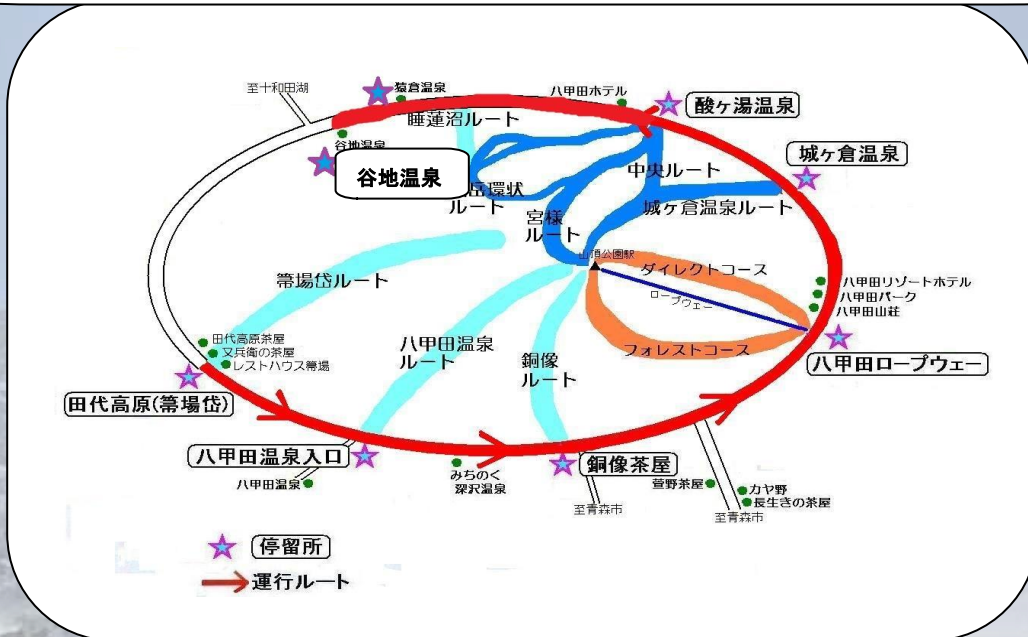 至十和田湖
猿倉温泉
八甲田ホテル
酸ヶ湯温泉
睡蓮沼ルート
谷地温泉
谷地温泉
城ヶ倉温泉
中央ルート
岳環状
ルート
城ヶ倉温泉ルート
宮様
ルート
山頂公園駅
ダイレクトコース
ロープウェー
箒場岱ルート
八甲田リゾートホテル
八甲田パーク
八甲田山荘
田代高原茶屋
又兵衛の茶屋
レストハウス箒場
八甲田温泉
ルート
銅像
ルート
フォレストコース
八甲田ロープウェー
田代高原(箒場岱)
八甲田温泉入口
八甲田温泉
みちのく
深沢温泉
銅像茶屋
至青森市
萱野茶屋
カヤ野
長生きの茶屋
至青森市
停留所
運行ルート